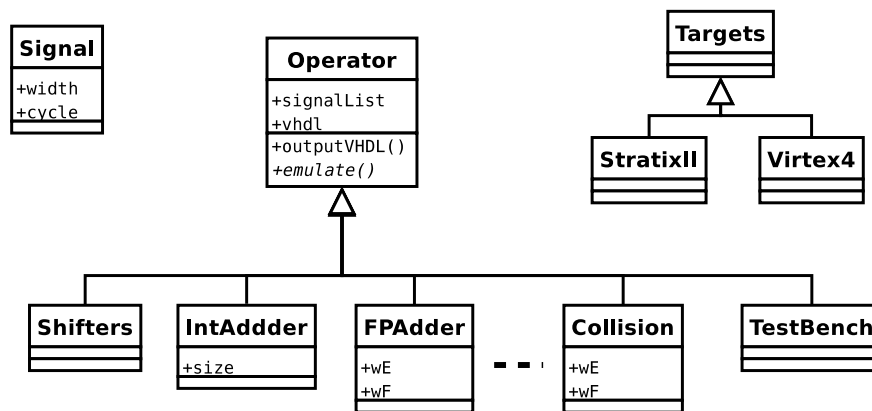 Signal
+width
+cycle
Operator
+signalList
+vhdl
+outputVHDL()
+emulate()
Targets
StratixII
Virtex4
Shifters
IntAddder
+size
FPAdder
+wE
+wF
Collision
+wE
+wF
TestBench